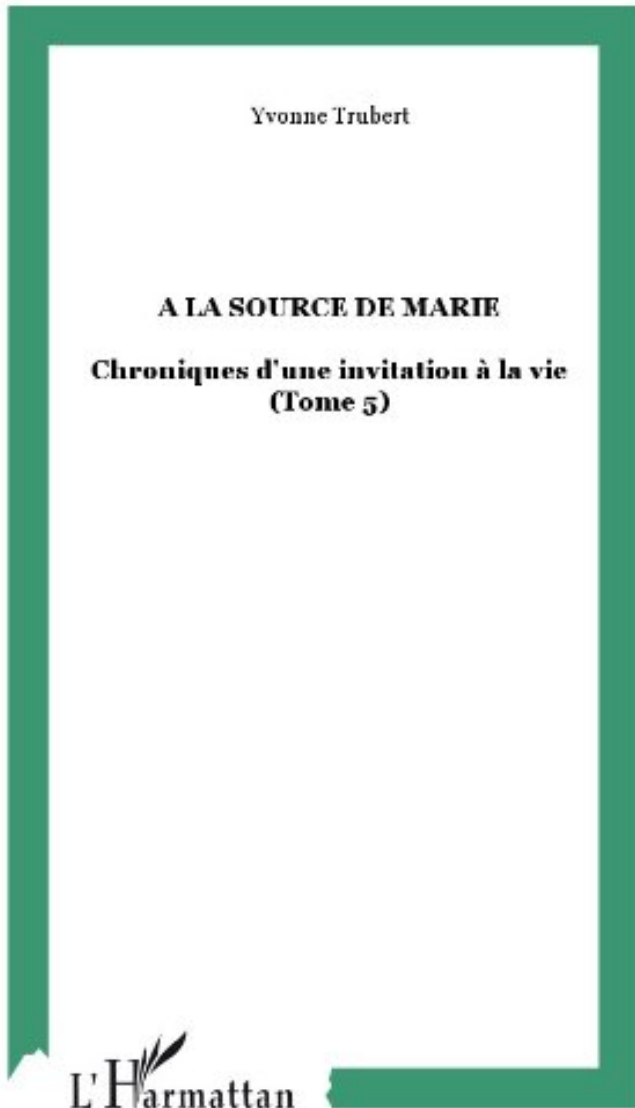 Yvonne Trubert
A LA SOURCE DE MARIE
Chroniques d'une invitation à la vie
(Tome 5)
L'Harmattan